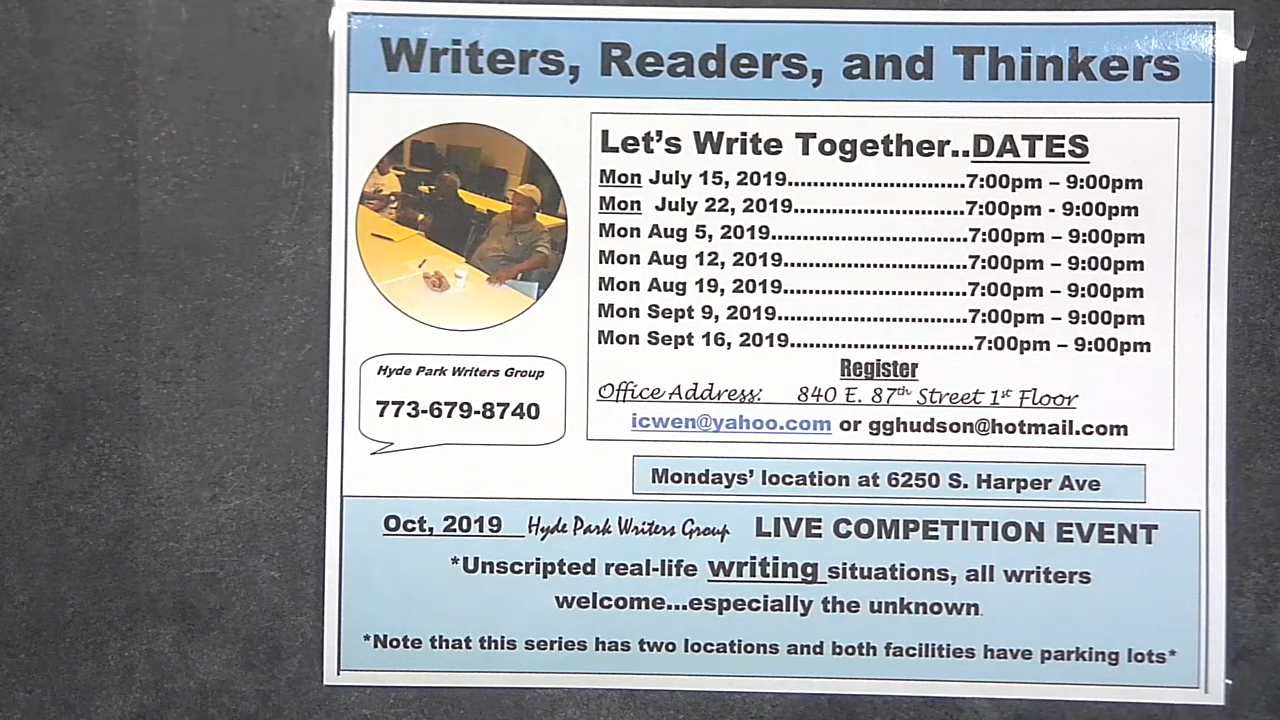 Writers, Readers, and Thinkers
Let's Write Together..DATES
Mon July 15, 2019..............................7:00pm – 9:00pm
Mon July 22, 2019.............................7:00pm - 9:00pm
Mon Aug 5, 2019.................................7:00pm – 9:00pm
Mon Aug 12, 2019...............................7:00pm – 9:00pm
Mon Aug 19, 2019...............................7:00pm – 9:00pm
Mon Sept 9, 2019................................7:00pm – 9:00pm
Mon Sept 16, 2019...............................7:00pm – 9:00pm
Register
Office Address: 840 E. 87th Street 1st Floor
icwen@yahoo.com or gghudson@hotmail.com
Hyde Park Writers Group
773-679-8740
Mondays' location at 6250 S. Harper Ave
Oct, 2019 Hyde Park Writers Group LIVE COMPETITION EVENT
*Unscripted real-life writing situations, all writers
welcome...especially the unknown.
*Note that this series has two locations and both facilities have parking lots*